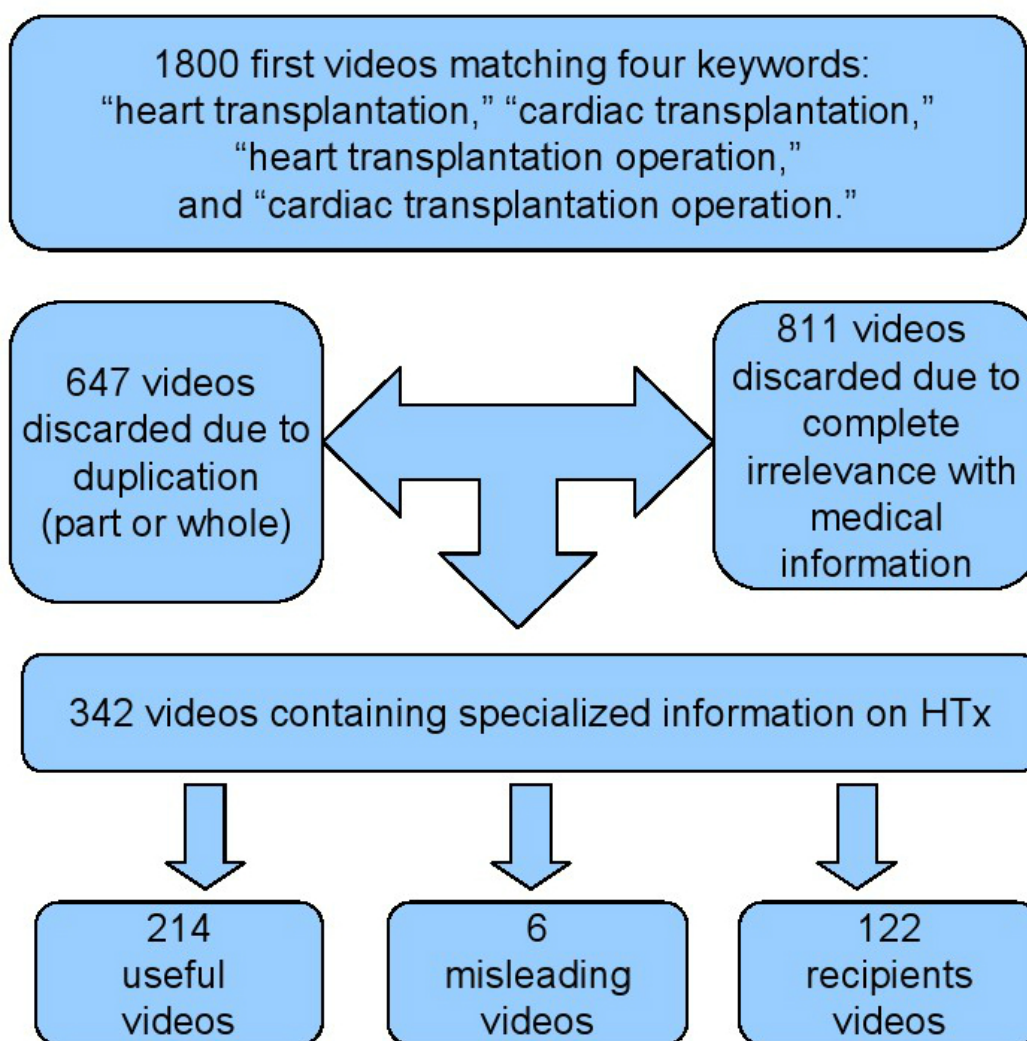 1800 first videos matching four keywords:
“heart transplantation,” “cardiac transplantation,”
“heart transplantation operation,”
and “cardiac transplantation operation.”
647 videos
discarded due to
duplication
(part or whole)
811 videos
discarded due to
complete
irrelevance with
medical
information
342 videos containing specialized information on HTx
214
useful
videos
6
misleading
videos
122
recipients
videos